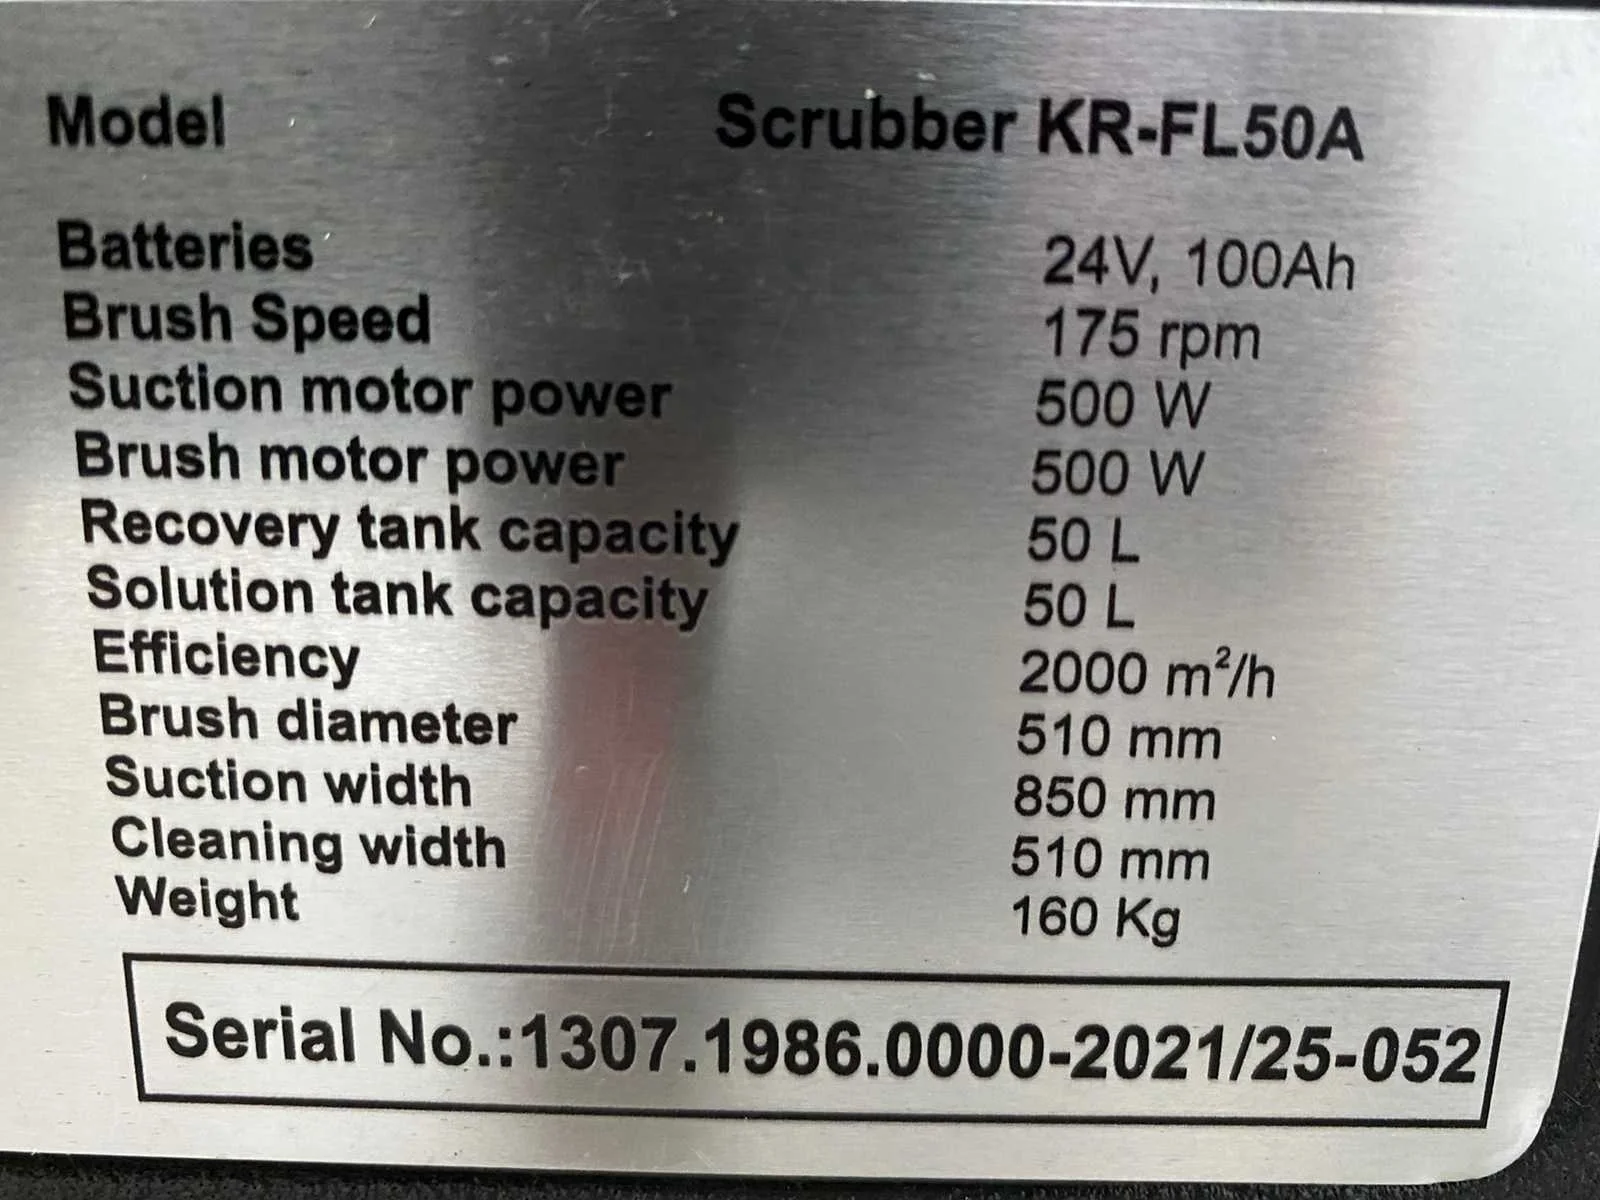 Model Scrubber KR-FL50A
Batteries 24V, 100Ah
Brush Speed 175 rpm
Suction motor power 500 W
Brush motor power 500 W
Recovery tank capacity 50 L
Solution tank capacity 50 L
Efficiency 2000 m²/h
Brush diameter 510 mm
Suction width 850 mm
Cleaning width 510 mm
Weight 160 Kg
Serial No.:1307.1986.0000-2021/25-052